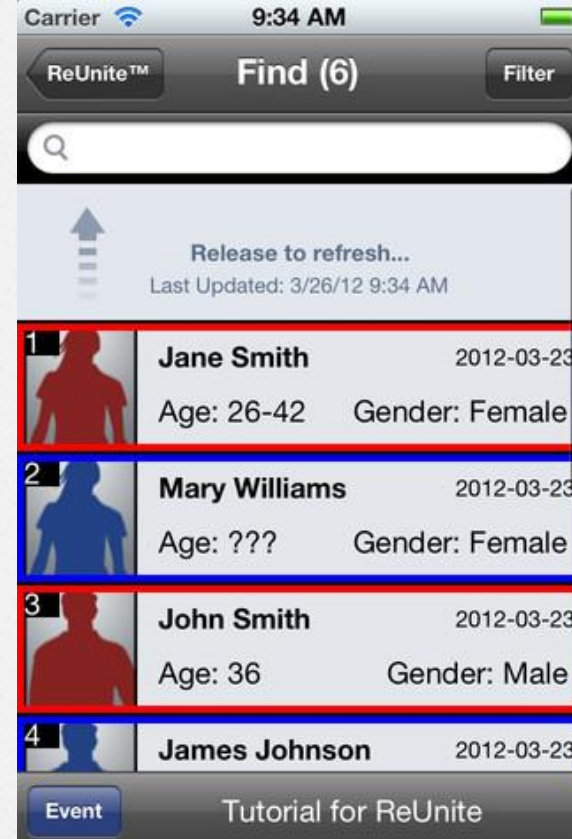 Carrier 9:34 AM
ReUnite™ Find (6) Filter
Release to refresh...
Last Updated: 3/26/12 9:34 AM
1 Jane Smith 2012-03-23
Age: 26-42 Gender: Female
2 Mary Williams 2012-03-23
Age: ??? Gender: Female
3 John Smith 2012-03-23
Age: 36 Gender: Male
4 James Johnson 2012-03-23
Event Tutorial for ReUnite